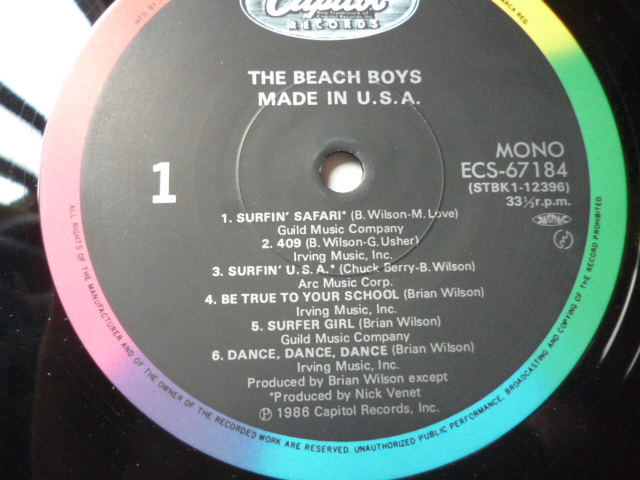 Capitol
RECORDS
THE BEACH BOYS
MADE IN U.S.A.
1
MONO
ECS-67184
(STBK1-12396)
33⅓r.p.m.
1. SURFIN' SAFARI* (B. Wilson-M. Love)
Guild Music Company
2. 409 (B. Wilson-G. Usher)
Irving Music, Inc.
3. SURFIN' U.S.A.* (Chuck Berry-B. Wilson)
Arc Music Corp.
4. BE TRUE TO YOUR SCHOOL (Brian Wilson)
Irving Music, Inc.
5. SURFER GIRL (Brian Wilson)
Guild Music Company
6. DANCE, DANCE, DANCE (Brian Wilson)
Irving Music, Inc.
Produced by Brian Wilson except
*Produced by Nick Venet
℗ 1986 Capitol Records, Inc.
ALL RIGHTS OF THE MANUFACTURER AND OF THE OWNER OF THE RECORDED WORK ARE RESERVED. UNAUTHORIZED PUBLIC PERFORMANCE, BROADCASTING AND COPYING OF THE RECORD PROHIBITED.